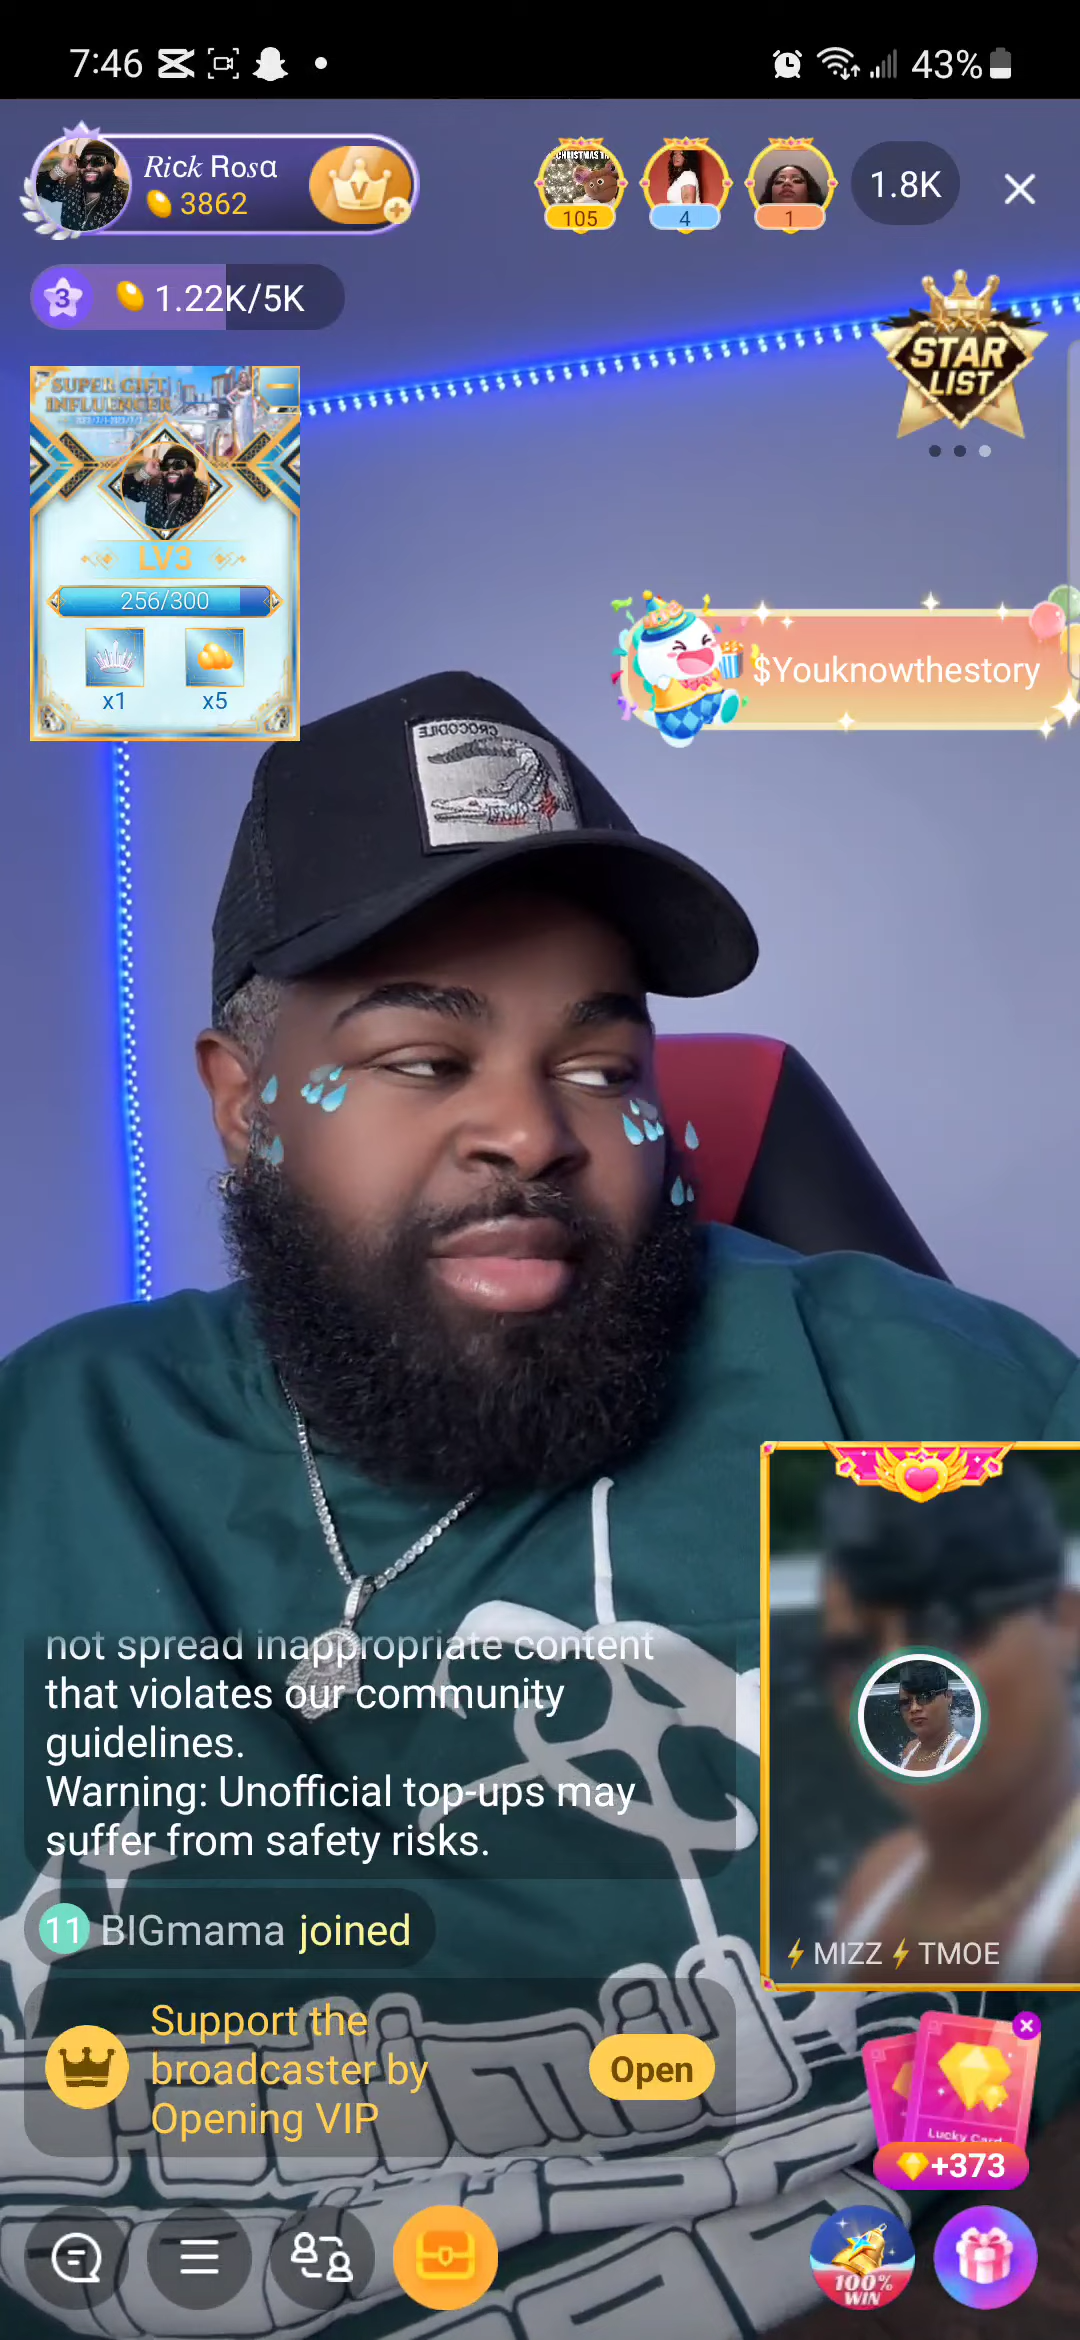 7:46
43%
Rick Rosa
3862
CHRISTMAS
105
4
1
1.8K
3
1.22K/5K
STAR
LIST
SUPER GIFT
INFLUENCER
LV3
256/300
x1
x5
$Youknowthestory
CROCODILE
not spread inappropriate content
that violates our community
guidelines.
Warning: Unofficial top-ups may
suffer from safety risks.
11 BIGmama joined
MIZZ TMOE
Support the
broadcaster by
Opening VIP
Open
Lucky Card
+373
100%
WIN